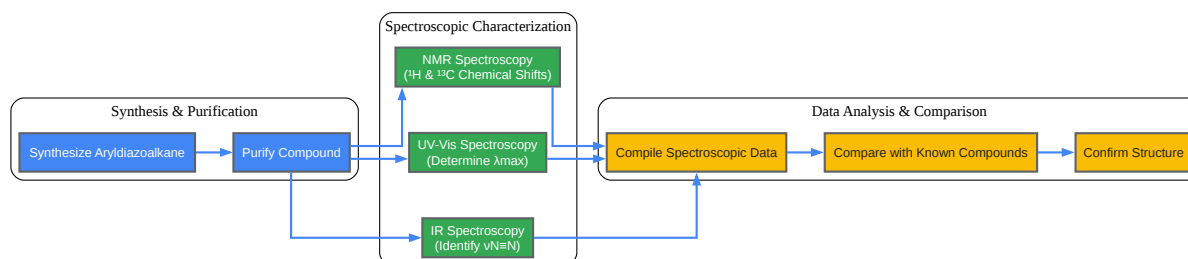 Spectroscopic Characterization
NMR Spectroscopy
(¹H & ¹³C Chemical Shifts)
Synthesis & Purification
Data Analysis & Comparison
Synthesize Aryldiazoalkane
Purify Compound
UV-Vis Spectroscopy
(Determine λmax)
Compile Spectroscopic Data
Compare with Known Compounds
Confirm Structure
IR Spectroscopy
(Identify νN≡N)